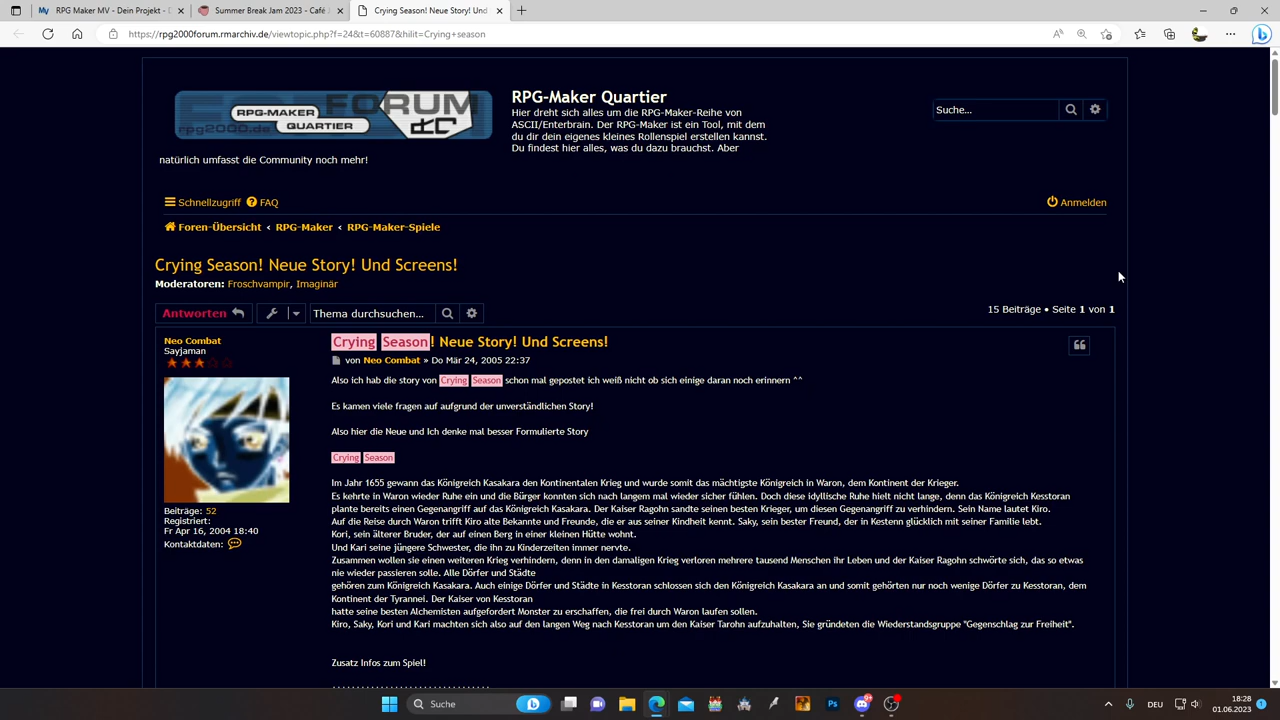 RPG Maker MV - Dein Projekt - D
Summer Break Jam 2023 - Café J
Crying Season! Neue Story! Und
https://rpg2000forum.rmarchiv.de/viewtopic.php?f=24&t=60887&hilit=Crying+season
FORUM
RPG-MAKER
QUARTIER
rpg2000.de
RPG-Maker Quartier
Hier dreht sich alles um die RPG-Maker-Reihe von
ASCII/Enterbrain. Der RPG-Maker ist ein Tool, mit dem
du dir dein eigenes kleines Rollenspiel erstellen kannst.
Du findest hier alles, was du dazu brauchst. Aber
natürlich umfasst die Community noch mehr!
Suche...
Schnellzugriff FAQ
Anmelden
Foren-Übersicht ‹ RPG-Maker ‹ RPG-Maker-Spiele
Crying Season! Neue Story! Und Screens!
Moderatoren: Froschvampir, Imaginär
Antworten
Thema durchsuchen...
15 Beiträge • Seite 1 von 1
Neo Combat
Sayjaman
Beiträge: 52
Registriert:
Fr Apr 16, 2004 18:40
Kontaktdaten:
Crying Season! Neue Story! Und Screens!
von Neo Combat » Do Mär 24, 2005 22:37
Also ich hab die story von Crying Season schon mal gepostet ich weiß nicht ob sich einige daran noch erinnern ^^
Es kamen viele fragen auf aufgrund der unverständlichen Story!
Also hier die Neue und Ich denke mal besser Formulierte Story
Crying Season
Im Jahr 1655 gewann das Königreich Kasakara den Kontinentalen Krieg und wurde somit das mächtigste Königreich in Waron, dem Kontinent der Krieger.
Es kehrte in Waron wieder Ruhe ein und die Bürger konnten sich nach langem mal wieder sicher fühlen. Doch diese idyllische Ruhe hielt nicht lange, denn das Königreich Kesstoran
plante bereits einen Gegenangriff auf das Königreich Kasakara. Der Kaiser Ragohn sandte seinen besten Krieger, um diesen Gegenangriff zu verhindern. Sein Name lautet Kiro.
Auf die Reise durch Waron trifft Kiro alte Bekannte und Freunde, die er aus seiner Kindheit kennt. Saky, sein bester Freund, der in Kestenn glücklich mit seiner Familie lebt.
Kori, sein älterer Bruder, der auf einen Berg in einer kleinen Hütte wohnt.
Und Kari seine jüngere Schwester, die ihn zu Kinderzeiten immer nervte.
Zusammen wollen sie einen weiteren Krieg verhindern, denn in den damaligen Krieg verloren mehrere tausend Menschen ihr Leben und der Kaiser Ragohn schwörte sich, das so etwas
nie wieder passieren solle. Alle Dörfer und Städte
gehören zum Königreich Kasakara. Auch einige Dörfer und Städte in Kesstoran schlossen sich den Königreich Kasakara an und somit gehörten nur noch wenige Dörfer zu Kesstoran, dem
Kontinent der Tyrannei. Der Kaiser von Kesstoran
hatte seine besten Alchemisten aufgefordert Monster zu erschaffen, die frei durch Waron laufen sollen.
Kiro, Saky, Kori und Kari machten sich also auf den langen Weg nach Kesstoran um den Kaiser Tarohn aufzuhalten, Sie gründeten die Wiederstandsgruppe "Gegenschlag zur Freiheit".
Zusatz Infos zum Spiel!
Suche
DEU
18:28
01.06.2023